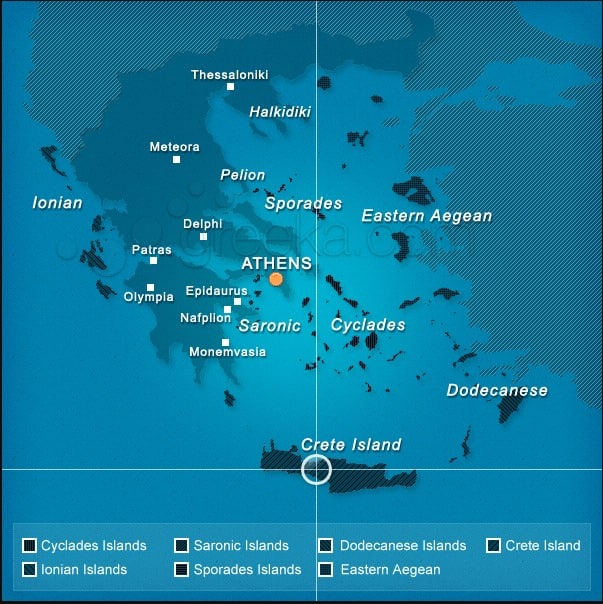 Thessaloniki
Halkidiki
Meteora
Pelion
Ionian
Sporades
Eastern Aegean
Delphi
greeka.com
Patras
ATHENS
Olympia
Epidaurus
Nafplion
Saronic
Cyclades
Monemvasia
Dodecanese
Crete Island
Cyclades Islands
Saronic Islands
Dodecanese Islands
Crete Island
Ionian Islands
Sporades Islands
Eastern Aegean